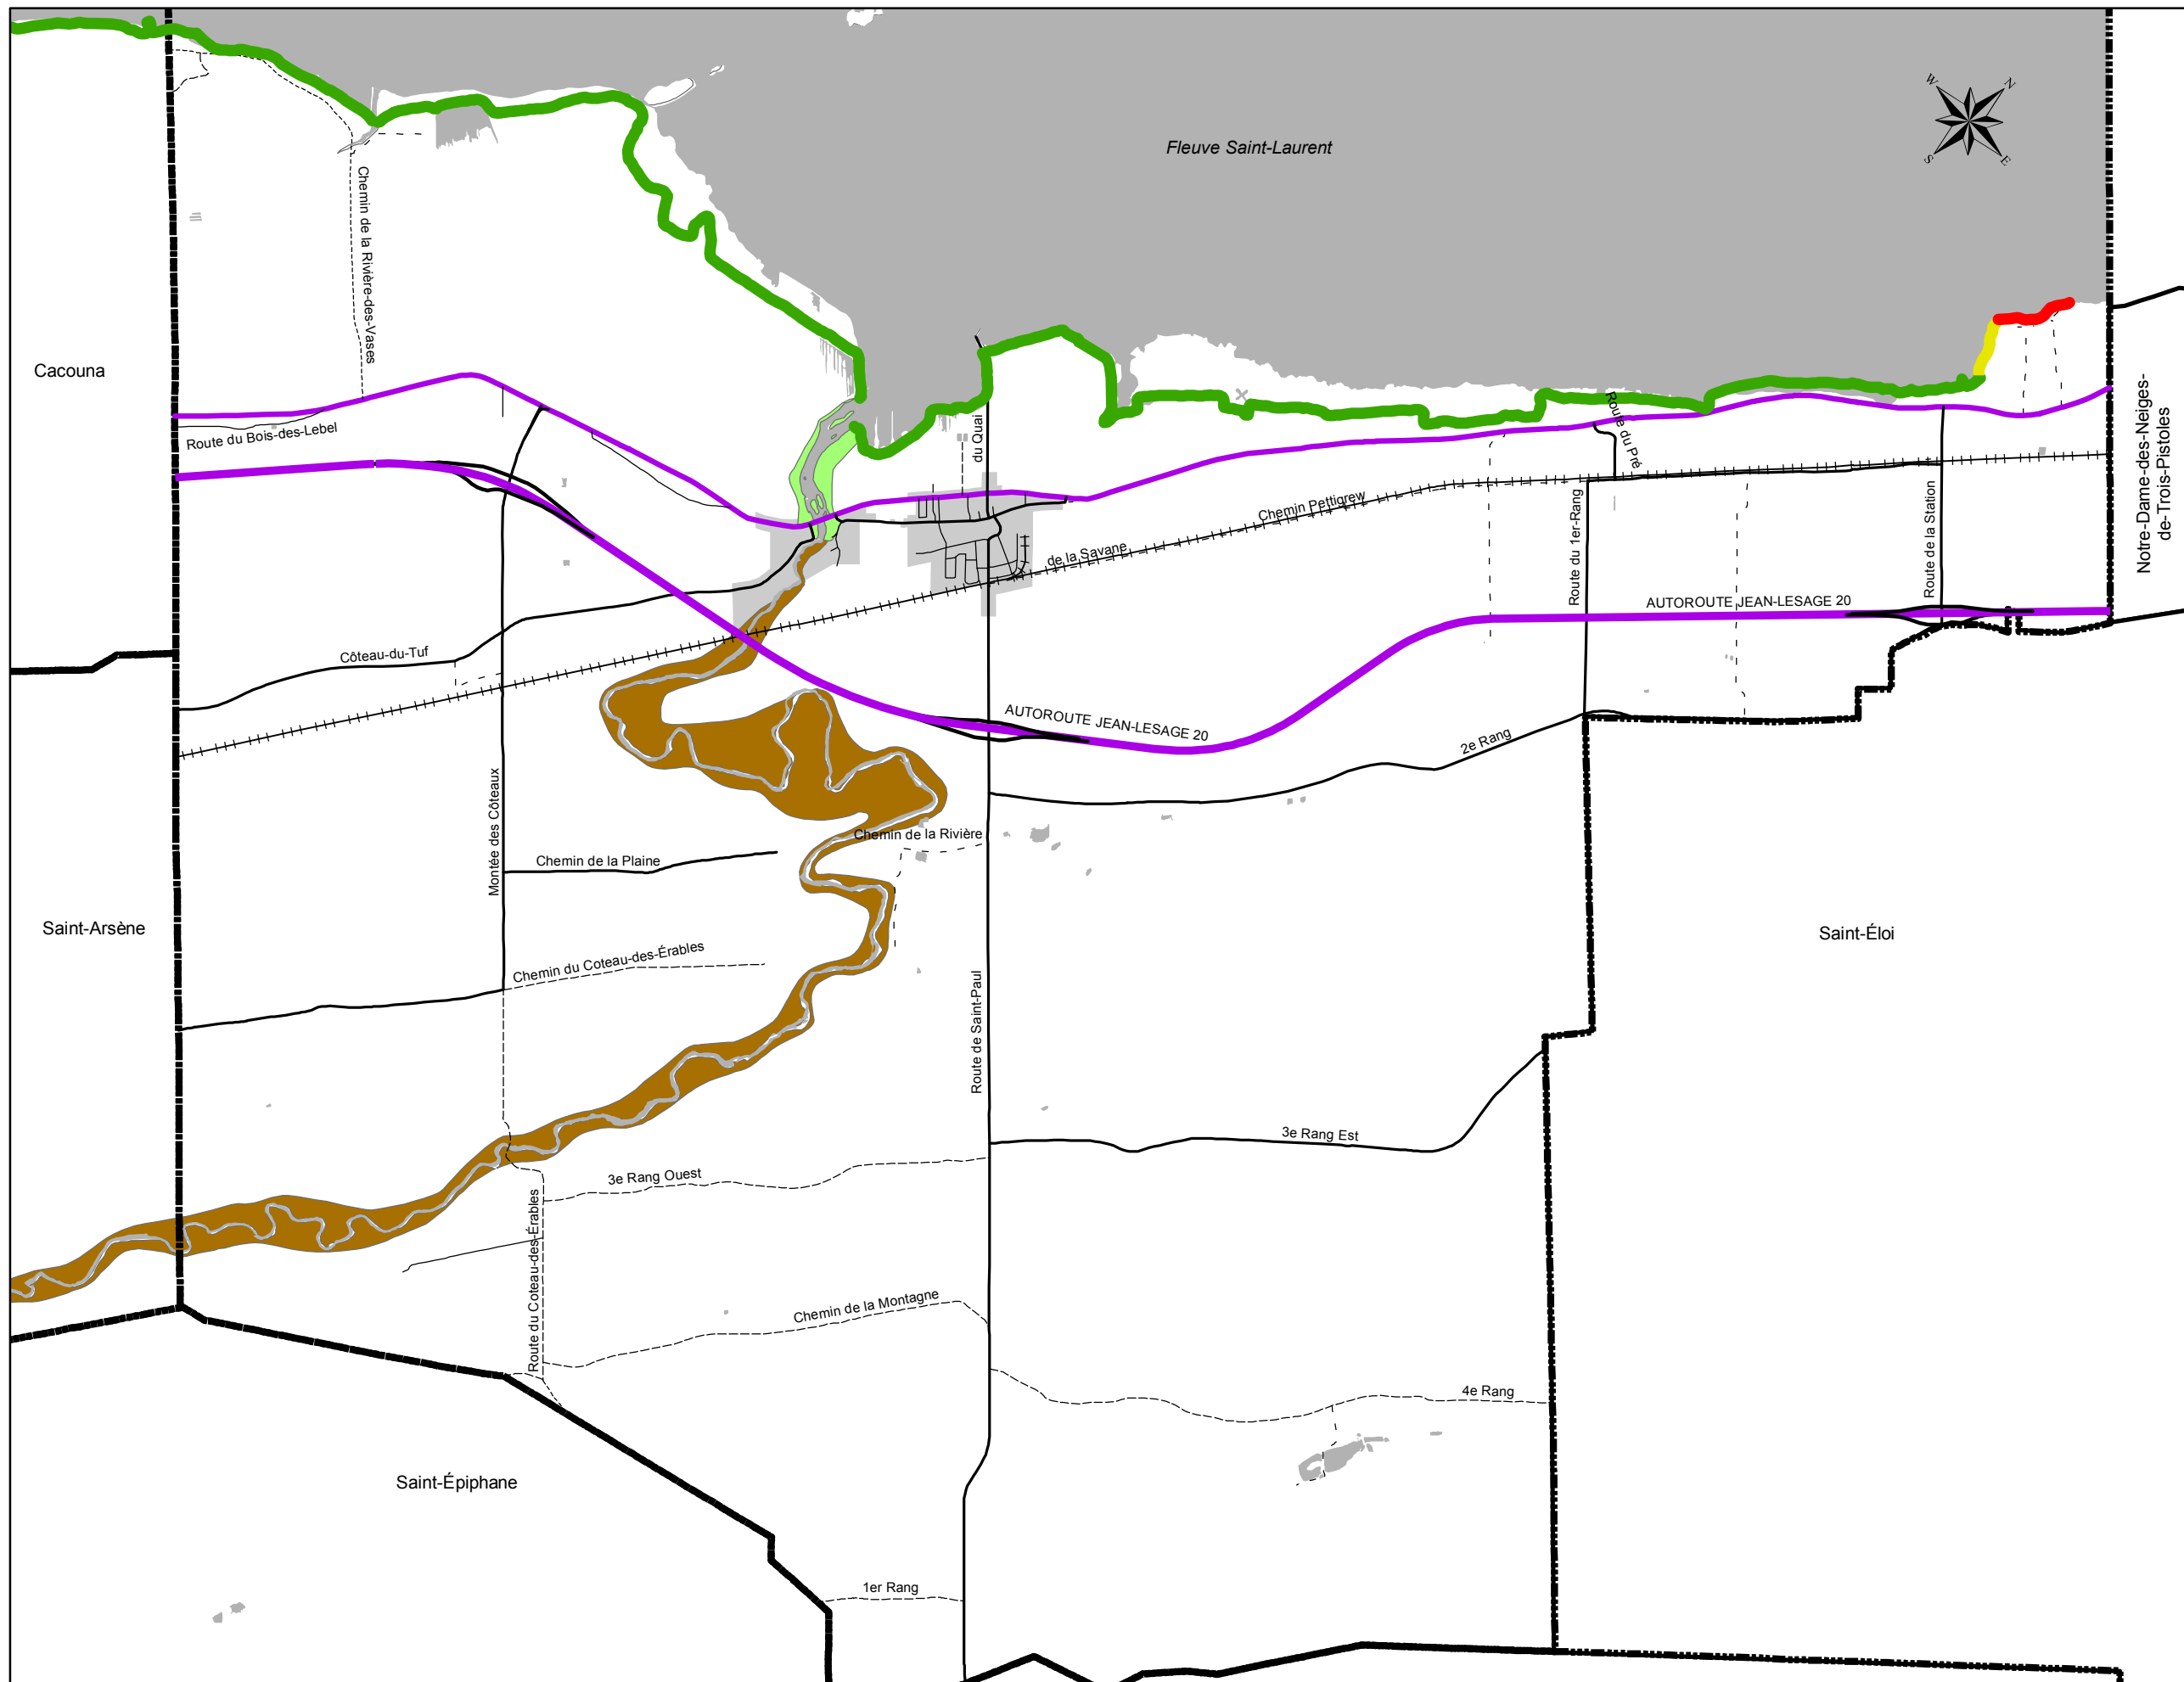 W
N
S
E
Fleuve Saint-Laurent
Chemin de la Rivière-des-Vases
Cacouna
Route du Bois-des-Lebel
du Quai
Route du Pré
Notre-Dame-des-Neiges-
de-Trois-Pistoles
Chemin Pettigrew
de la Savane
Route du 1er-Rang
Route de la Station
AUTOROUTE JEAN-LESAGE 20
Côteau-du-Tuf
AUTOROUTE JEAN-LESAGE 20
2e Rang
Montée des Côteaux
Chemin de la Rivière
Chemin de la Plaine
Saint-Arsène
Saint-Éloi
Chemin du Coteau-des-Érables
Route de Saint-Paul
3e Rang Est
3e Rang Ouest
Route du Coteau-des-Érables
Chemin de la Montagne
4e Rang
Saint-Épiphane
1er Rang